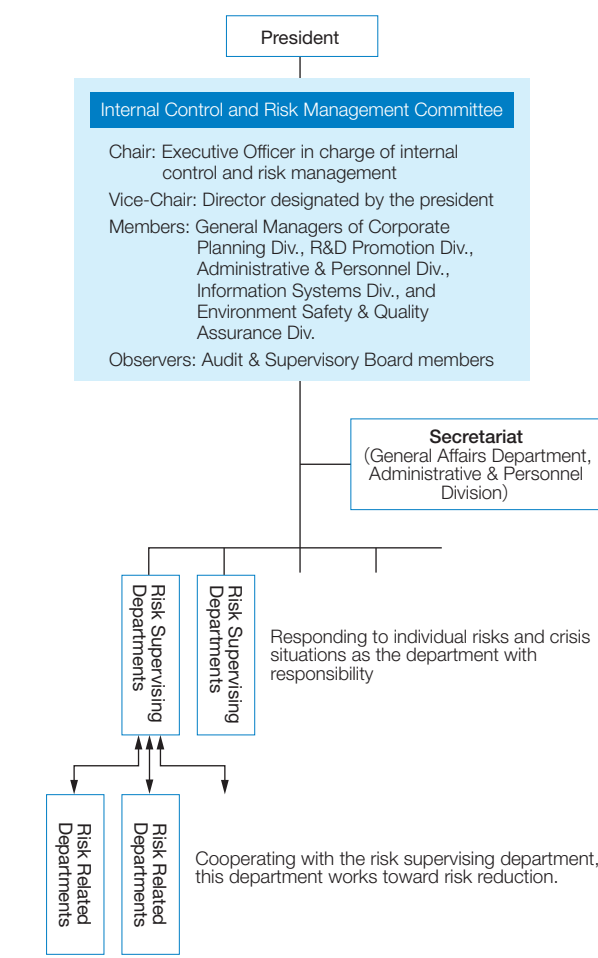 President
Internal Control and Risk Management Committee
Chair: Executive Officer in charge of internal
control and risk management
Vice-Chair: Director designated by the president
Members: General Managers of Corporate
Planning Div., R&D Promotion Div.,
Administrative & Personnel Div.,
Information Systems Div., and
Environment Safety & Quality
Assurance Div.
Observers: Audit & Supervisory Board members
Secretariat
(General Affairs Department,
Administrative & Personnel
Division)
Risk Supervising
Departments
Risk Supervising
Departments
Responding to individual risks and crisis
situations as the department with
responsibility
Risk Related
Departments
Risk Related
Departments
Cooperating with the risk supervising department,
this department works toward risk reduction.